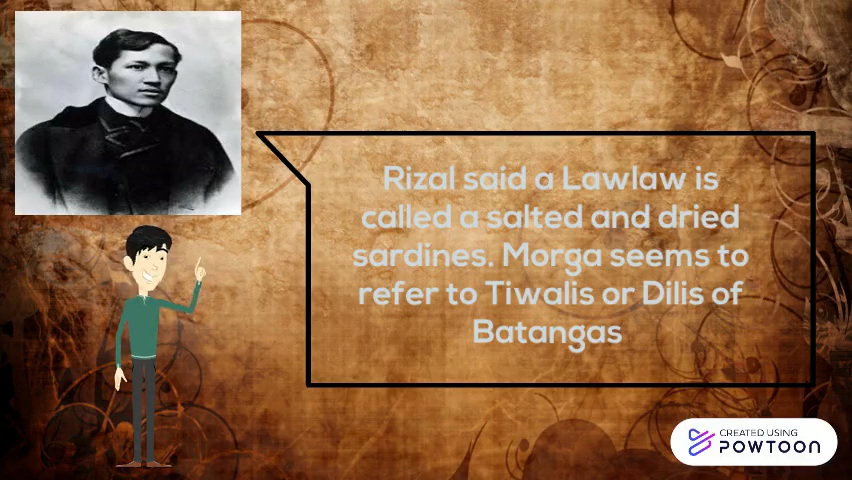 Rizal said a Lawlaw is
called a salted and dried
sardines. Morga seems to
refer to Tiwalis or Dilis of
Batangas
CREATED USING
POWTOON